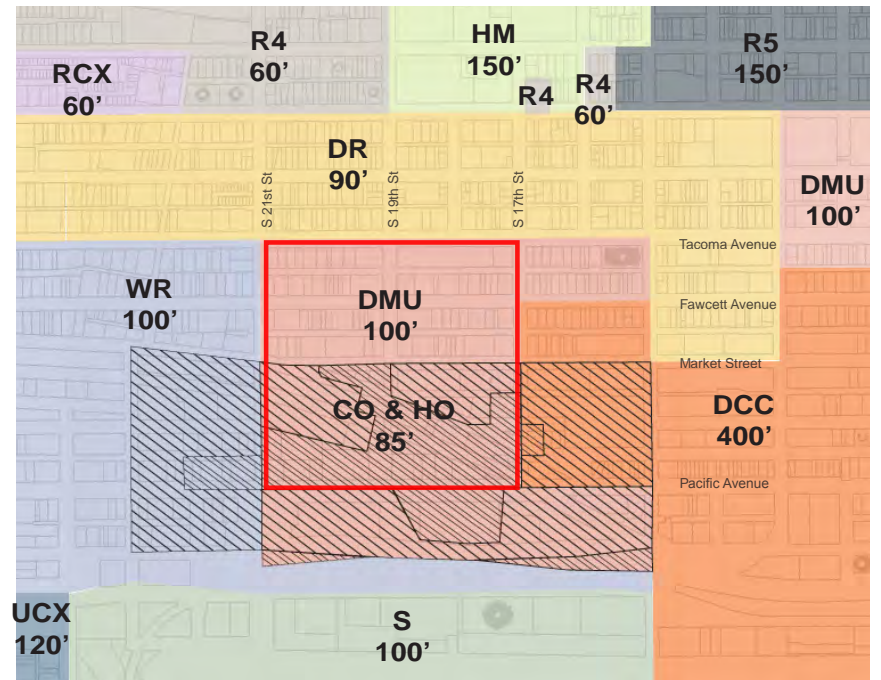 R4
60’
HM
150’
R5
150’
RCX
60’
R4
R4
60’
DR
90’
S 21st St
S 19th St
S 17th St
DMU
100’
Tacoma Avenue
WR
100’
DMU
100’
Fawcett Avenue
Market Street
CO & HO
85’
DCC
400’
Pacific Avenue
UCX
120’
S
100’